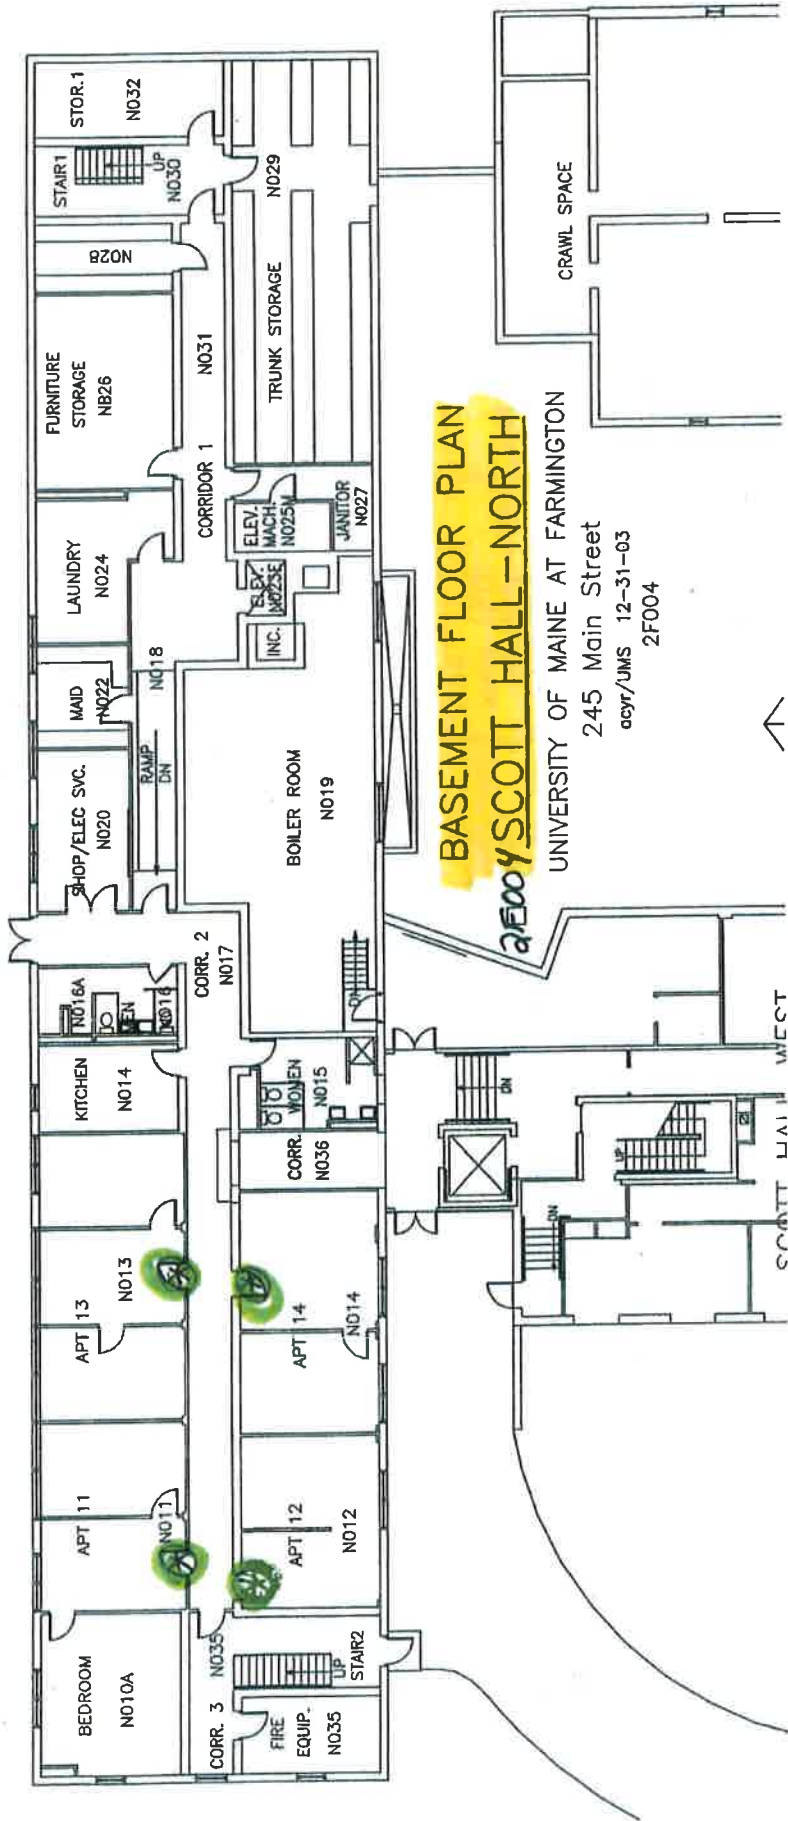 STOR.1
N032
STAIR1
UP
N030
N029
N028
FURNITURE
STORAGE
NB26
N031
TRUNK STORAGE
CORRIDOR 1
LAUNDRY
N024
ELEV.
MACH.
N025M
JANITOR
N027
ELEV.
N023E
INC.
MAID
N022
N018
RAMP
DN
SHOP/ELEC SVC.
N020
BOILER ROOM
N019
DN
CORR. 2
N017
N016A
KITCHEN
N014
WOMEN
N015
CORR.
N036
APT 13
N013
APT 14
N014
APT 11
N011
APT 12
N012
BEDROOM
N010A
CORR. 3
N035
UP
STAIR2
FIRE
EQUIP.
N035
CRAWL SPACE
BASEMENT FLOOR PLAN
2F004 SCOTT HALL-NORTH
UNIVERSITY OF MAINE AT FARMINGTON
245 Main Street
acyr/UMS 12-31-03
2F004
DN
UP
DN
SCOTT HALL WEST